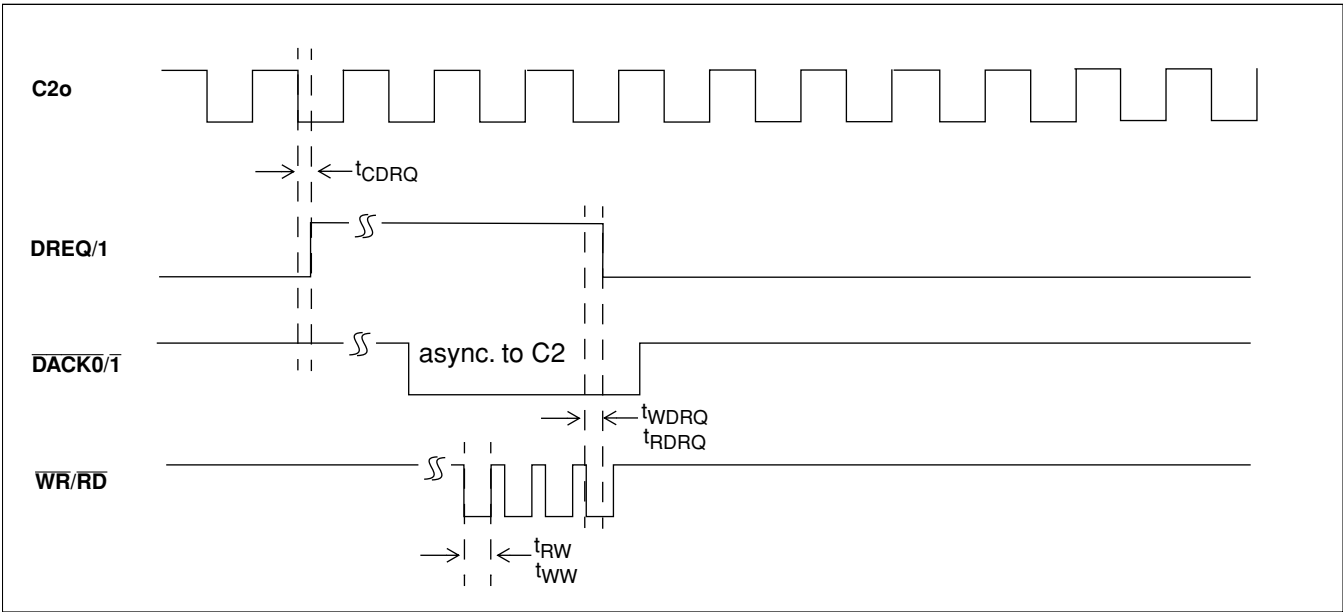 C2o
tCDRQ
DREQ/1
DACK0/1
async. to C2
tWDRQ
tRDRQ
WR/RD
tRW
tWW